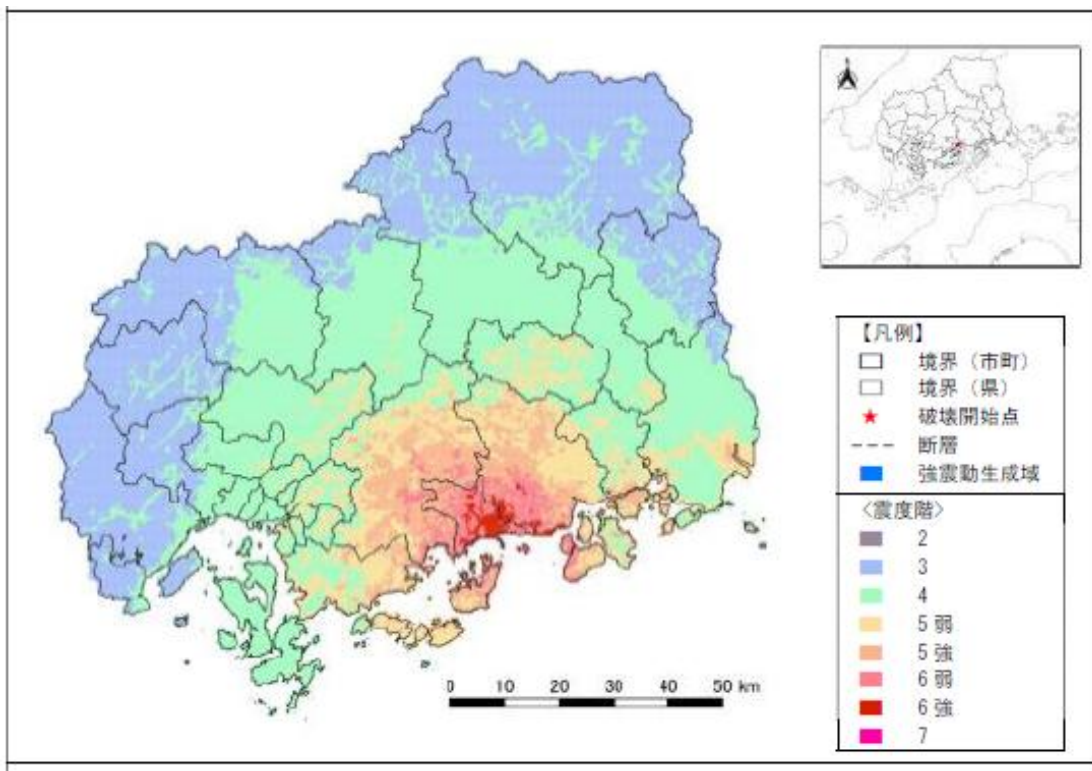 【凡例】
境界（市町）
境界（県）
破壊開始点
断層
強震動生成域
<震度階>
2
3
4
5 弱
5 強
6 弱
6 強
7
0 10 20 30 40 50 km